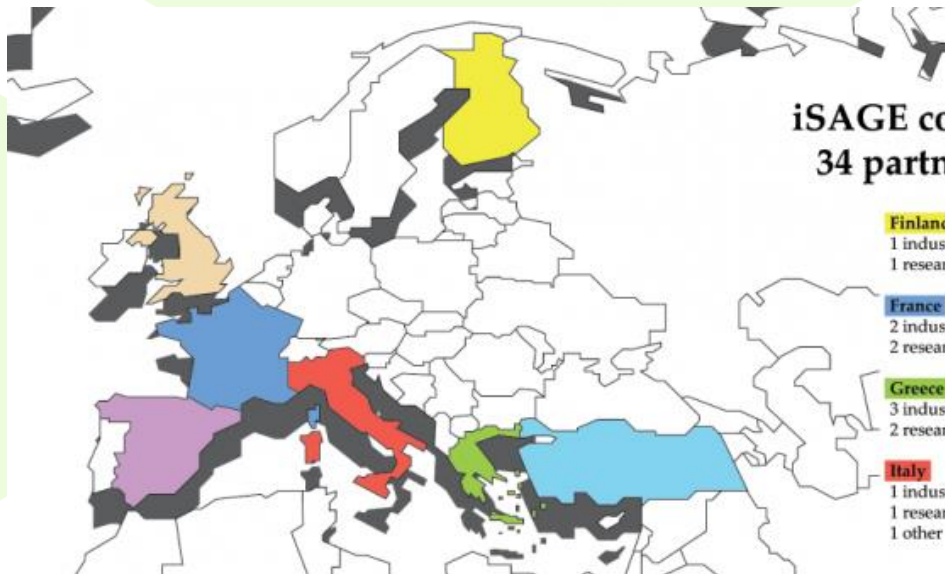 iSAGE co
34 partn
Finland
1 indus
1 resear
France
2 indus
2 resear
Greece
3 indus
2 resear
Italy
1 indus
1 resear
1 other